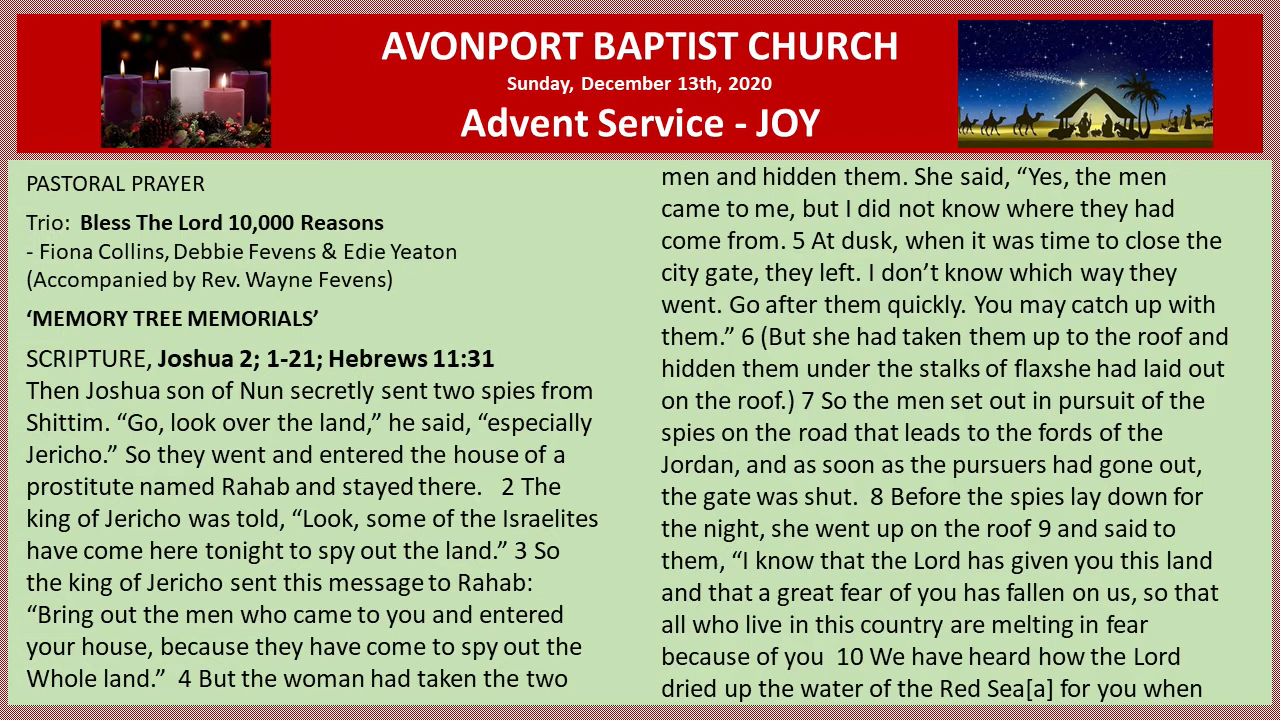 AVONPORT BAPTIST CHURCH
Sunday, December 13th, 2020
Advent Service - JOY
PASTORAL PRAYER
Trio:  Bless The Lord 10,000 Reasons
- Fiona Collins, Debbie Fevens & Edie Yeaton
(Accompanied by Rev. Wayne Fevens)
‘MEMORY TREE MEMORIALS’
SCRIPTURE, Joshua 2; 1-21; Hebrews 11:31
Then Joshua son of Nun secretly sent two spies from
Shittim. “Go, look over the land,” he said, “especially
Jericho.” So they went and entered the house of a
prostitute named Rahab and stayed there.   2 The
king of Jericho was told, “Look, some of the Israelites
have come here tonight to spy out the land.” 3 So
the king of Jericho sent this message to Rahab:
“Bring out the men who came to you and entered
your house, because they have come to spy out the
Whole land.”  4 But the woman had taken the two
men and hidden them. She said, “Yes, the men
came to me, but I did not know where they had
come from. 5 At dusk, when it was time to close the
city gate, they left. I don’t know which way they
went. Go after them quickly. You may catch up with
them.” 6 (But she had taken them up to the roof and
hidden them under the stalks of flaxshe had laid out
on the roof.) 7 So the men set out in pursuit of the
spies on the road that leads to the fords of the
Jordan, and as soon as the pursuers had gone out,
the gate was shut.  8 Before the spies lay down for
the night, she went up on the roof 9 and said to
them, “I know that the Lord has given you this land
and that a great fear of you has fallen on us, so that
all who live in this country are melting in fear
because of you  10 We have heard how the Lord
dried up the water of the Red Sea[a] for you when